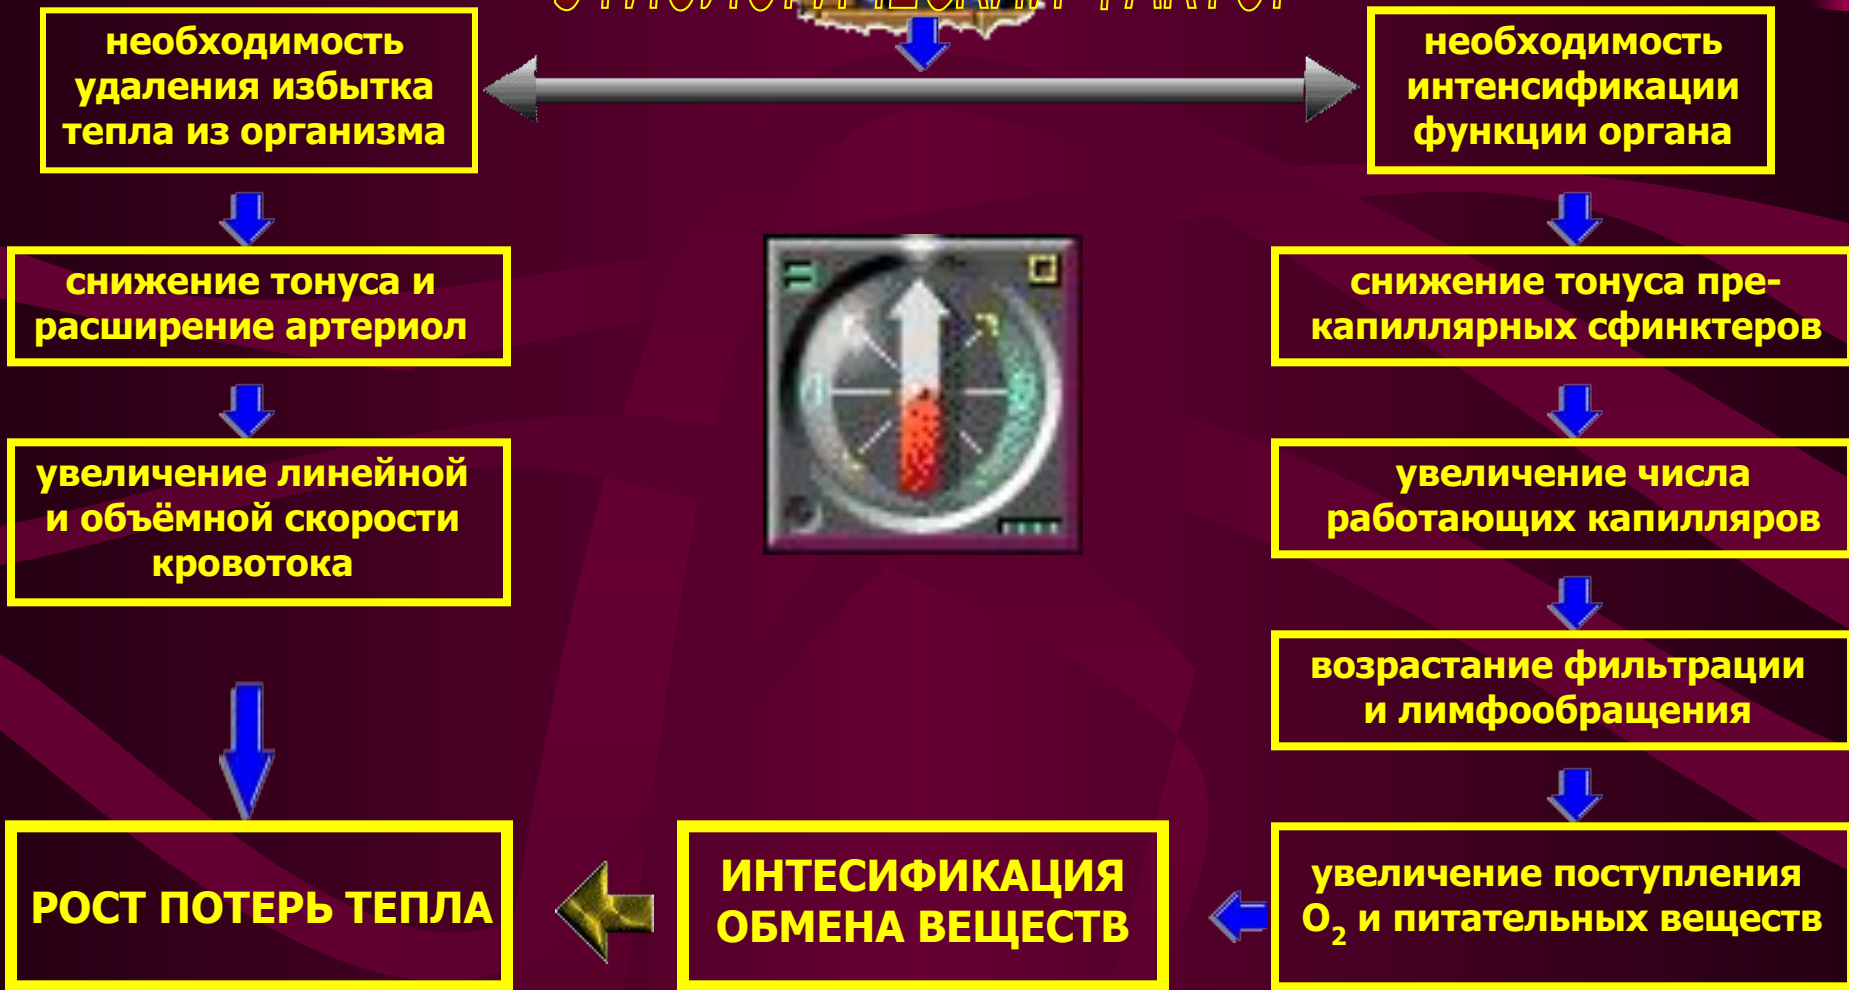 ЭТИОЛОГИЧЕСКИЙ ФАКТОР
необходимость
удаления избытка
тепла из организма
необходимость
интенсификации
функции органа
снижение тонуса и
расширение артериол
снижение тонуса пре-
капиллярных сфинктеров
увеличение линейной
и объёмной скорости
кровотока
увеличение числа
работающих капилляров
возрастание фильтрации
и лимфообращения
РОСТ ПОТЕРЬ ТЕПЛА
ИНТЕСИФИКАЦИЯ
ОБМЕНА ВЕЩЕСТВ
увеличение поступления
O₂ и питательных веществ